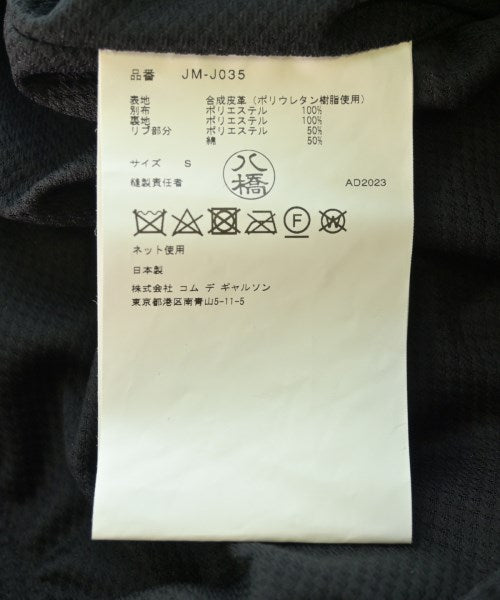 品番 JM-J035
表地 合成皮革（ポリウレタン樹脂使用）
別布 ポリエステル 100%
裏地 ポリエステル 100%
リブ部分 ポリエステル 50%
綿 50%
サイズ S
八橋
縫製責任者 AD2023
F W
ネット使用
日本製
株式会社 コム デ ギャルソン
東京都港区南青山5-11-5